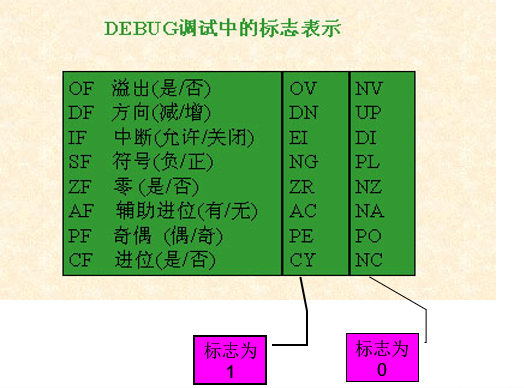 DEBUG调试中的标志表示
OF 溢出(是/否) OV NV
DF 方向(减/增) DN UP
IF 中断(允许/关闭) EI DI
SF 符号(负/正) NG PL
ZF 零 (是/否) ZR NZ
AF 辅助进位(有/无) AC NA
PF 奇偶 (偶/奇) PE PO
CF 进位(是/否) CY NC
标志为
1
标志为
0